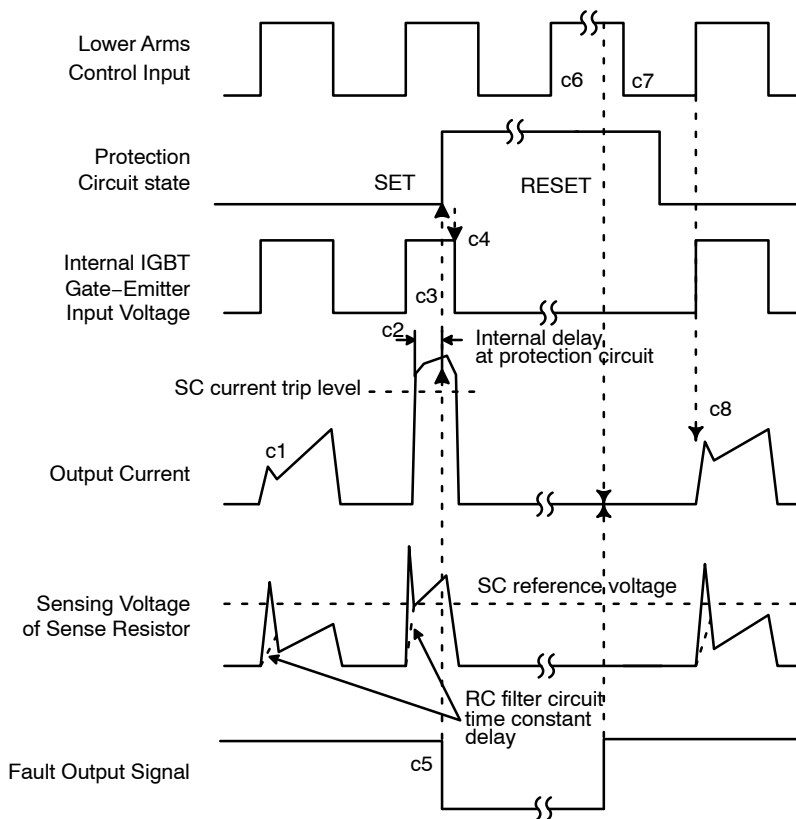 Lower Arms
Control Input
c6
c7
Protection
Circuit state
SET
RESET
c4
Internal IGBT
Gate−Emitter
Input Voltage
c3
c2
Internal delay
at protection circuit
SC current trip level
c8
c1
Output Current
SC reference voltage
Sensing Voltage
of Sense Resistor
RC filter circuit
time constant
delay
c5
Fault Output Signal